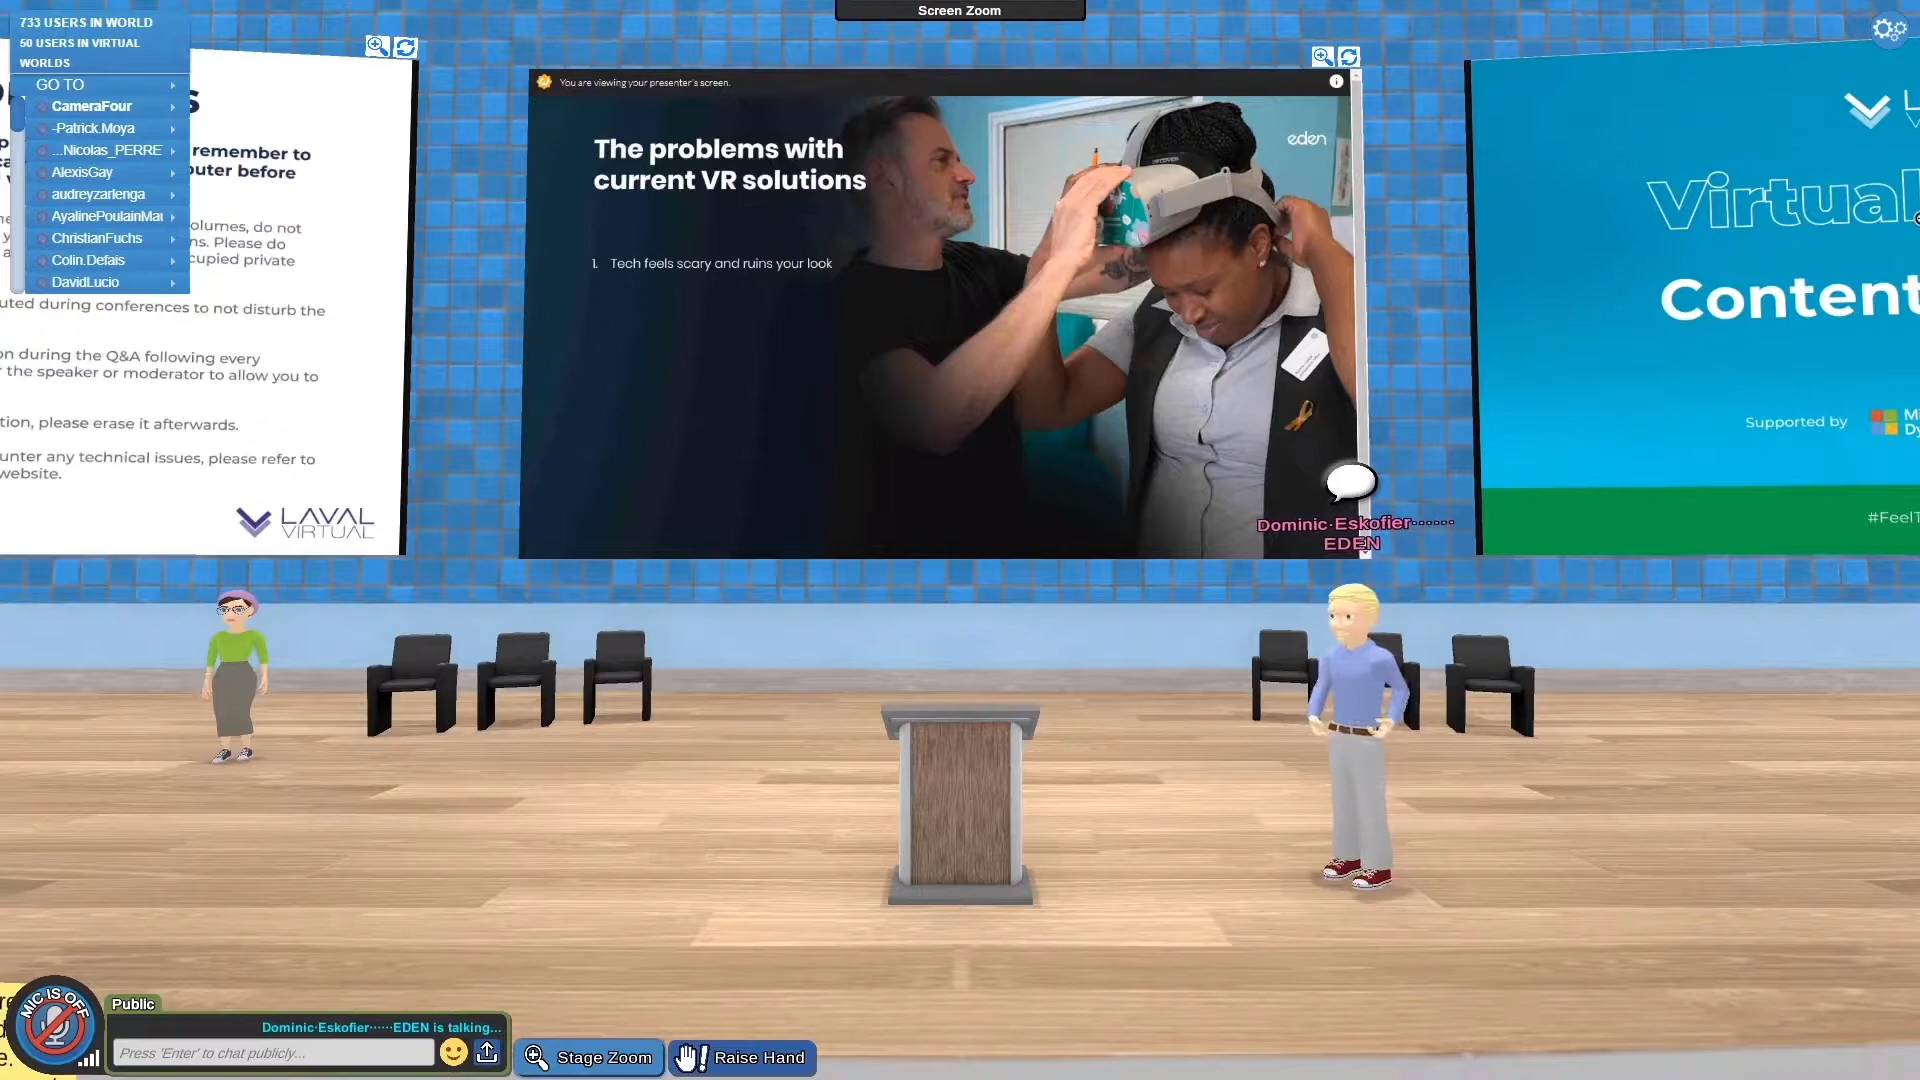 Screen Zoom
733 USERS IN WORLD
50 USERS IN VIRTUAL
WORLDS
GO TO
CameraFour
-Patrick.Moya
...Nicolas_PERRE
AlexisGay
audreyzarlenga
AyalinePoulainMau
ChristianFuchs
Colin.Defais
DavidLucio
remember to
outer before
olumes, do not
ns. Please do
cupied private
uted during conferences to not disturb the
on during the Q&A following every
r the speaker or moderator to allow you to
tion, please erase it afterwards.
unter any technical issues, please refer to
website.
LAVAL
VIRTUAL
You are viewing your presenter's screen.
The problems with
current VR solutions
eden
1. Tech feels scary and ruins your look
Dominic·Eskofier······
EDEN
Virtual
Content
Supported by
#FeelT
MIC IS OFF
Public
Dominic·Eskofier······EDEN is talking...
Press 'Enter' to chat publicly...
Stage Zoom
Raise Hand